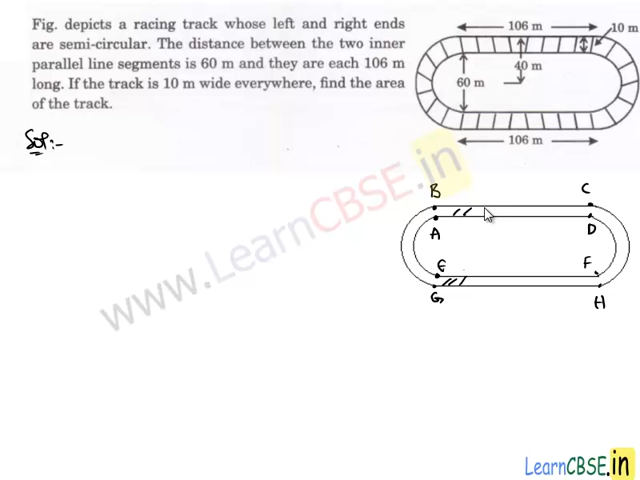 Fig. depicts a racing track whose left and right ends
are semi-circular. The distance between the two inner
parallel line segments is 60 m and they are each 106 m
long. If the track is 10 m wide everywhere, find the area
of the track.
106 m
10 m
40 m
60 m
106 m
Sol:-
B
C
A
D
E
F
G
H
www.LearnCBSE.in
LearnCBSE.in